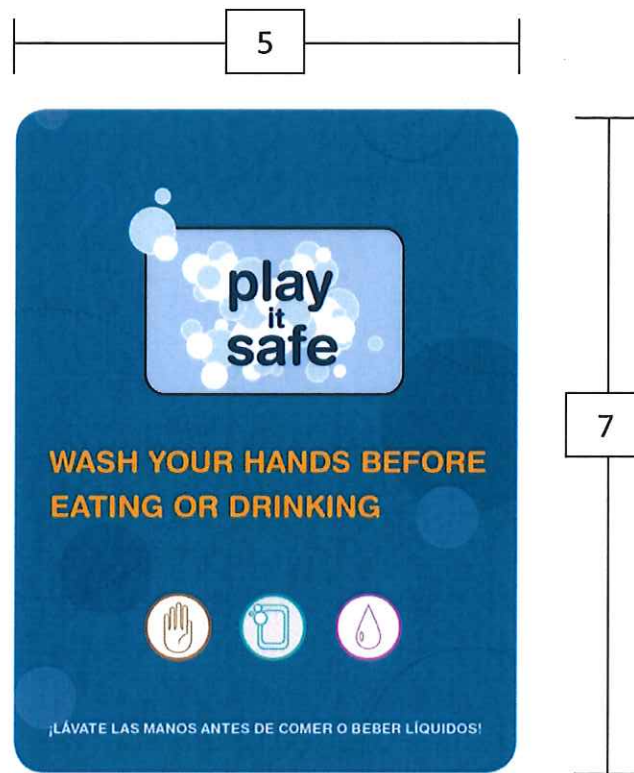 5
play
it
safe
7
WASH YOUR HANDS BEFORE
EATING OR DRINKING
¡LÁVATE LAS MANOS ANTES DE COMER O BEBER LÍQUIDOS!